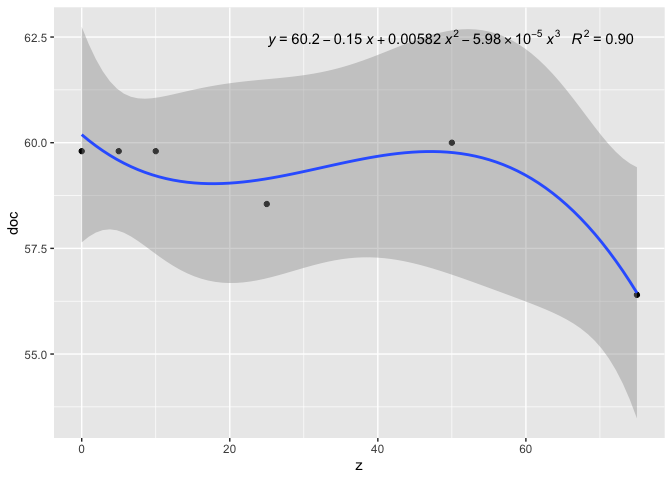 y = 60.2 – 0.15 x + 0.00582 x² – 5.98 × 10⁻⁵ x³   R² = 0.90
62.5
60.0
57.5
55.0
doc
0 20 40 60
z